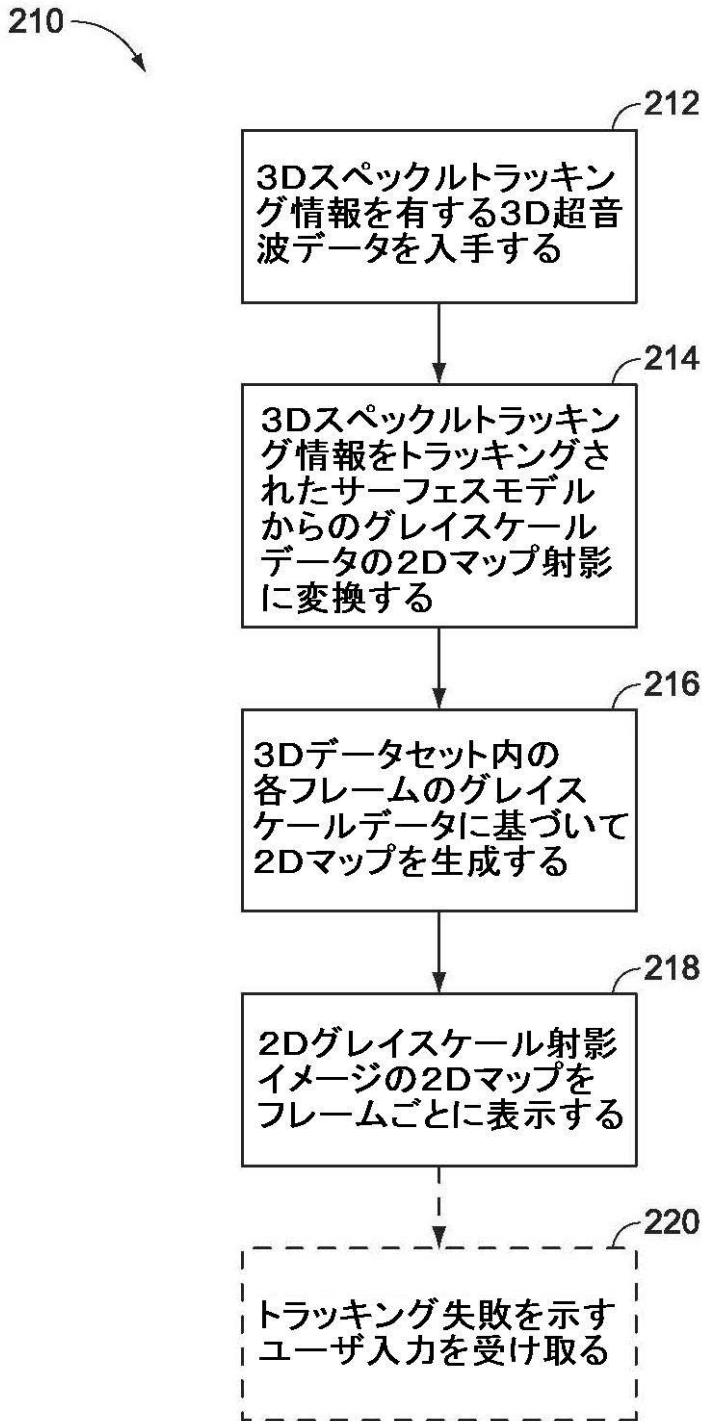 210
212
3Dスペックルトラッキン
グ情報を有する3D超音
波データを入手する
214
3Dスペックルトラッキン
グ情報をトラッキングさ
れたサーフェスモデル
からのグレイスケール
データの2Dマップ射影
に変換する
216
3Dデータセット内の
各フレームのグレイス
ケールデータに基づいて
2Dマップを生成する
218
2Dグレイスケール射影
イメージの2Dマップを
フレームごとに表示する
220
トラッキング失敗を示す
ユーザ入力を受け取る